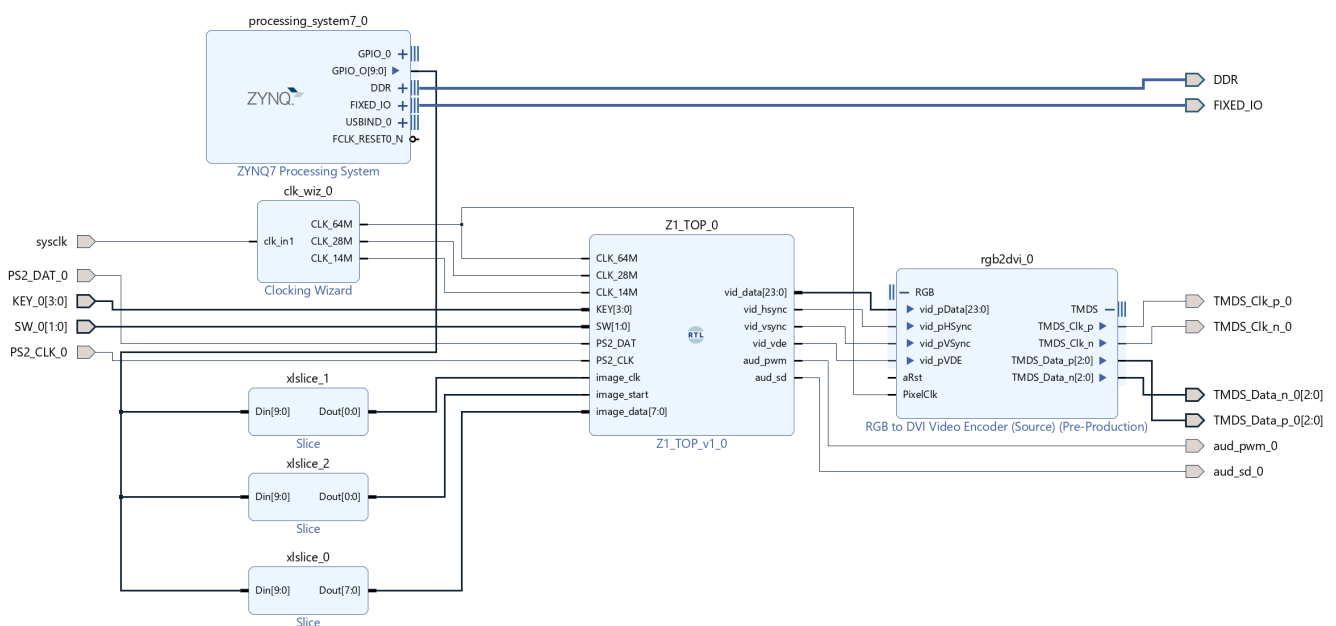 processing_system7_0
GPIO_0
GPIO_O[9:0]
DDR
FIXED_IO
USBIND_0
FCLK_RESET0_N
ZYNQ
ZYNQ7 Processing System
DDR
FIXED_IO
clk_wiz_0
clk_in1
CLK_64M
CLK_28M
CLK_14M
Clocking Wizard
sysclk
PS2_DAT_0
KEY_0[3:0]
SW_0[1:0]
PS2_CLK_0
Z1_TOP_0
CLK_64M
CLK_28M
CLK_14M
KEY[3:0]
SW[1:0]
PS2_DAT
PS2_CLK
image_clk
image_start
image_data[7:0]
RTL
vid_data[23:0]
vid_hsync
vid_vsync
vid_vde
aud_pwm
aud_sd
Z1_TOP_v1_0
rgb2dvi_0
RGB
vid_pData[23:0]
vid_pHSync
vid_pVSync
vid_pVDE
aRst
PixelClk
TMDS
TMDS_Clk_p
TMDS_Clk_n
TMDS_Data_p[2:0]
TMDS_Data_n[2:0]
RGB to DVI Video Encoder (Source) (Pre-Production)
TMDS_Clk_p_0
TMDS_Clk_n_0
TMDS_Data_n_0[2:0]
TMDS_Data_p_0[2:0]
aud_pwm_0
aud_sd_0
xlslice_1
Din[9:0] Dout[0:0]
Slice
xlslice_2
Din[9:0] Dout[0:0]
Slice
xlslice_0
Din[9:0] Dout[7:0]
Slice